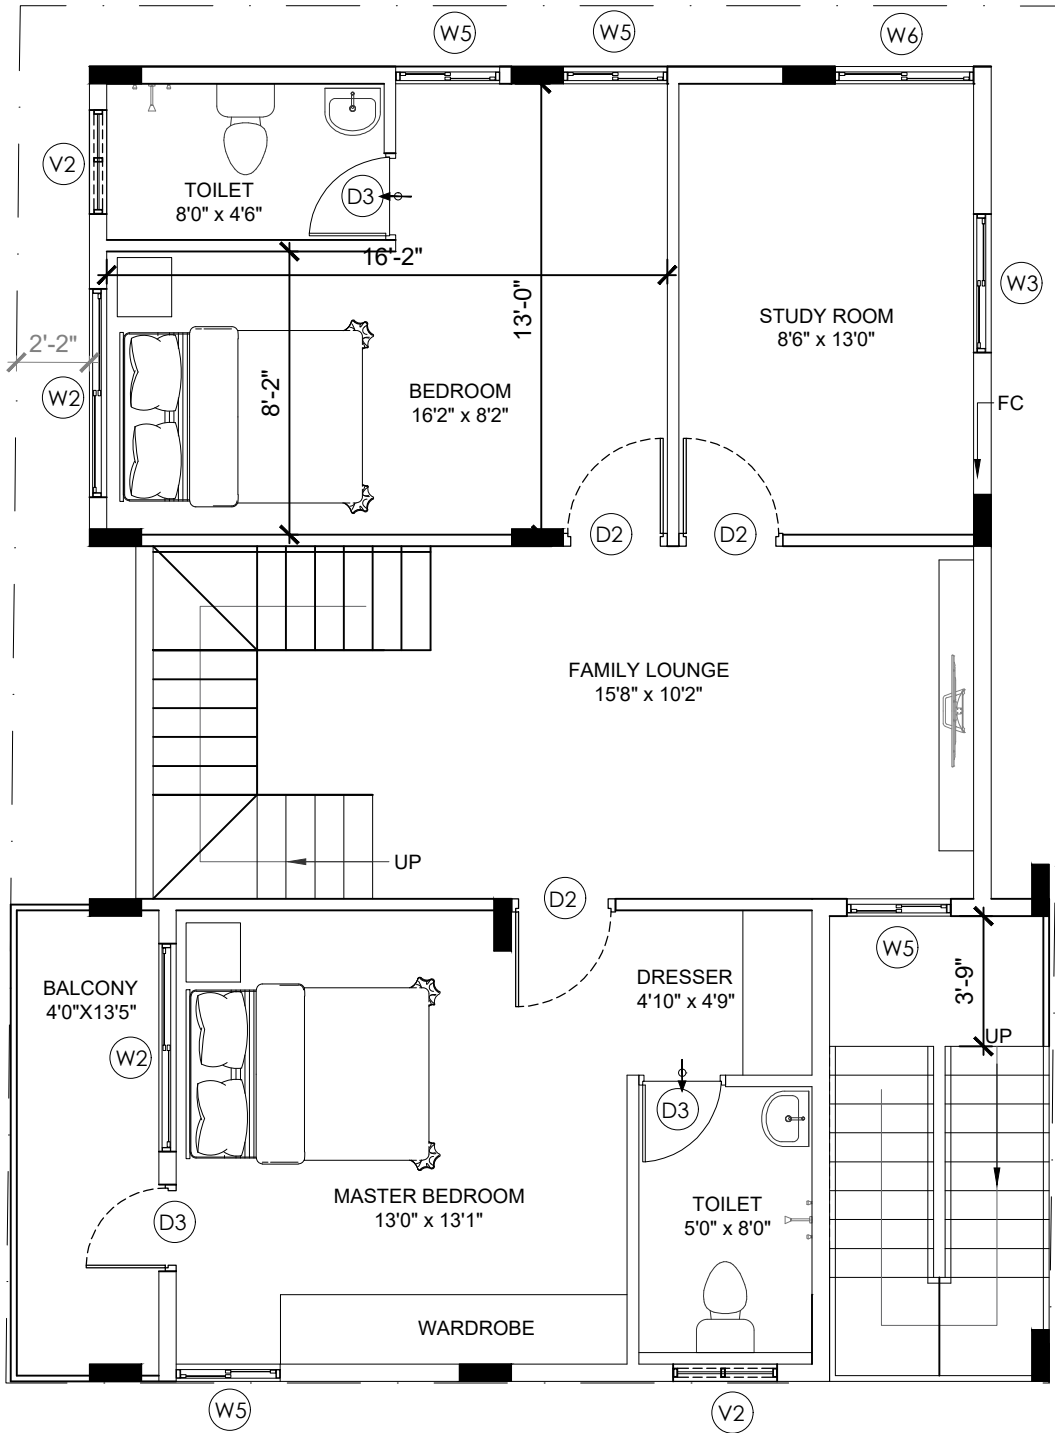 W5
W5
W6
V2
TOILET
8'0" x 4'6"
D3
16'-2"
13'-0"
W3
STUDY ROOM
8'6" x 13'0"
2'-2"
W2
8'-2"
BEDROOM
16'2" x 8'2"
FC
D2
D2
FAMILY LOUNGE
15'8" x 10'2"
UP
D2
W5
BALCONY
4'0"X13'5"
DRESSER
4'10" x 4'9"
3'-9"
UP
W2
D3
MASTER BEDROOM
13'0" x 13'1"
TOILET
5'0" x 8'0"
D3
WARDROBE
W5
V2